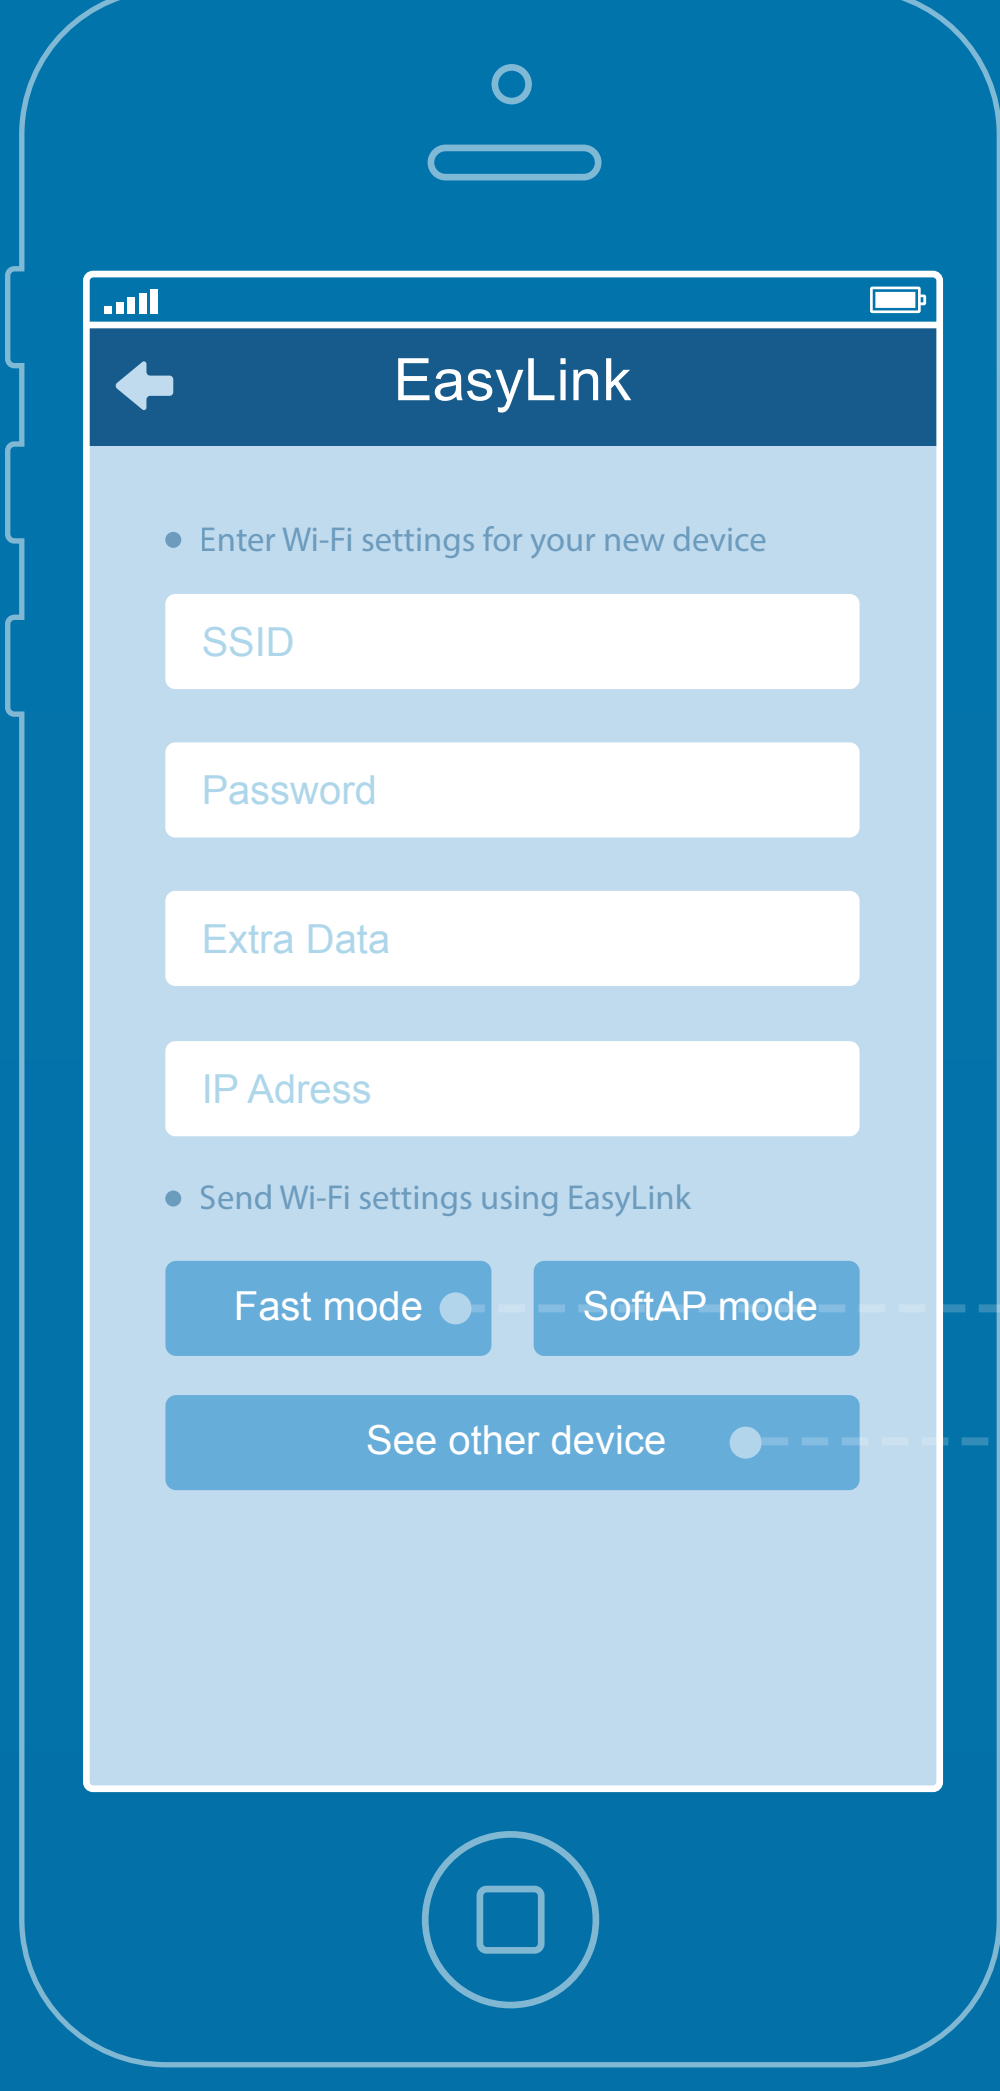 EasyLink
Enter Wi-Fi settings for your new device
SSID
Password
Extra Data
IP Adress
Send Wi-Fi settings using EasyLink
Fast mode
SoftAP mode
See other device